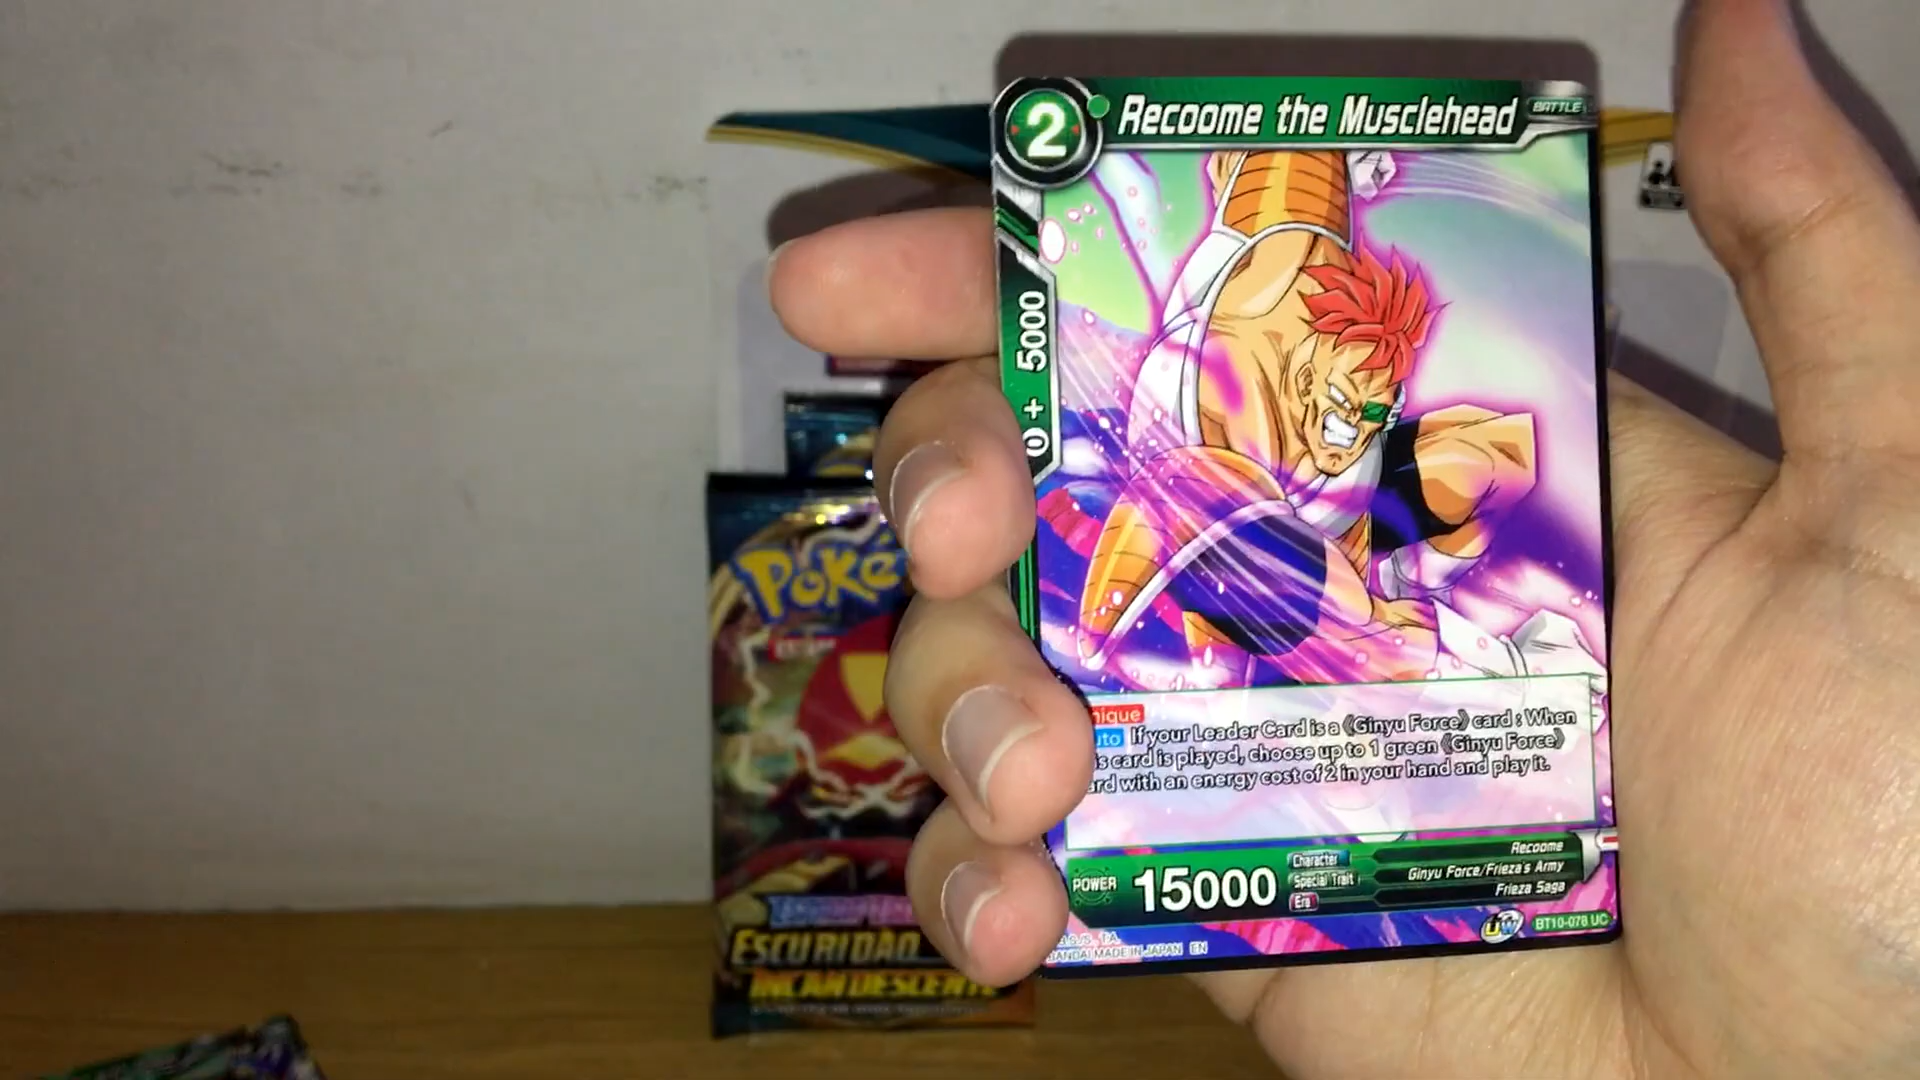 2
Recoome the Musclehead
BATTLE
0 + 5000
nique
uto If your Leader Card is a 《Ginyu Force》 card : When
is card is played, choose up to 1 green 《Ginyu Force》
ard with an energy cost of 2 in your hand and play it.
POWER 15000
Character Recoome
Special Trait Ginyu Force/Frieza's Army
Era Frieza Saga
UW BT10-078 UC
BANDAI MADE IN JAPAN EN
Poké
ESCURIDÃO
INCANDESCENTE